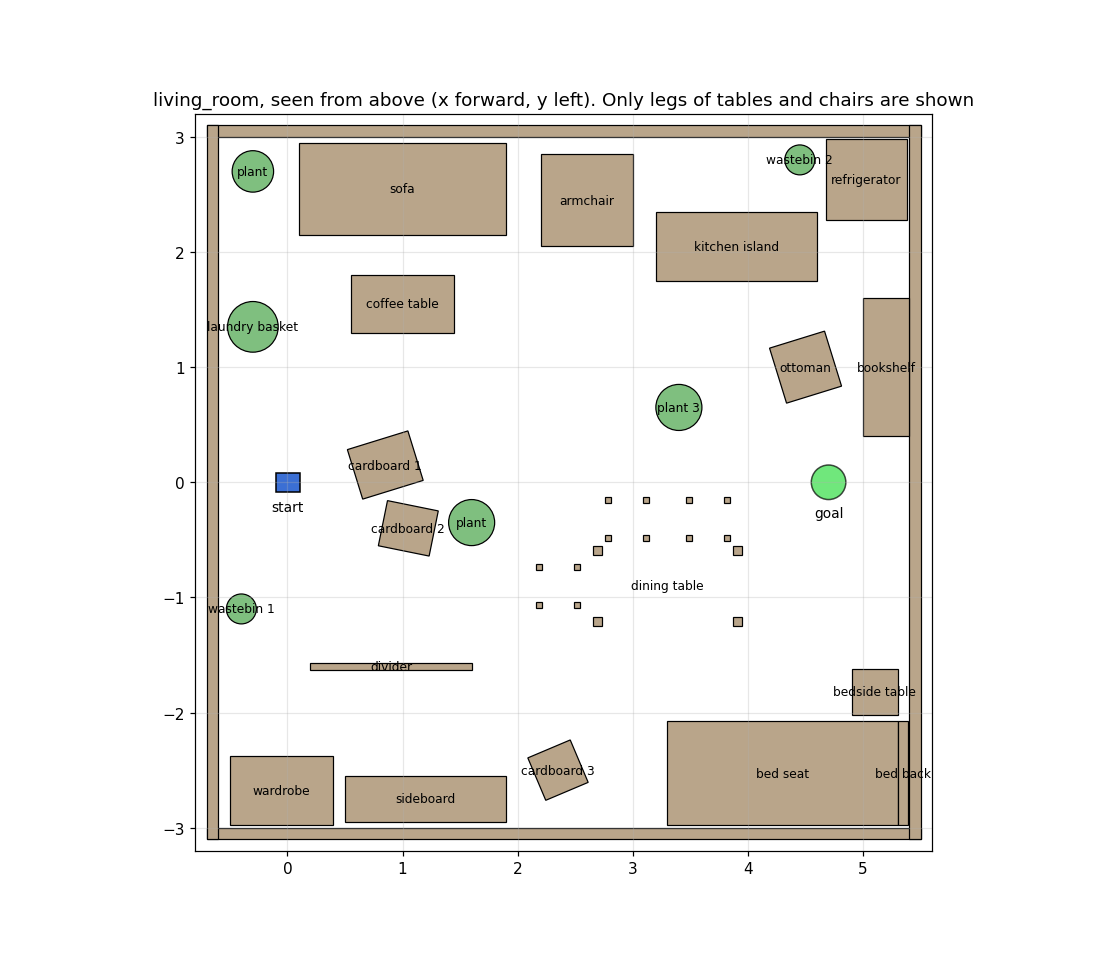 living_room, seen from above (x forward, y left). Only legs of tables and chairs are shown
3
2
1
0
−1
−2
−3
0
1
2
3
4
5
plant
sofa
armchair
wastebin 2
refrigerator
kitchen island
coffee table
laundry basket
ottoman
bookshelf
plant 3
cardboard 1
start
cardboard 2
plant
goal
dining table
wastebin 1
divider
bedside table
cardboard 3
bed seat
bed back
wardrobe
sideboard